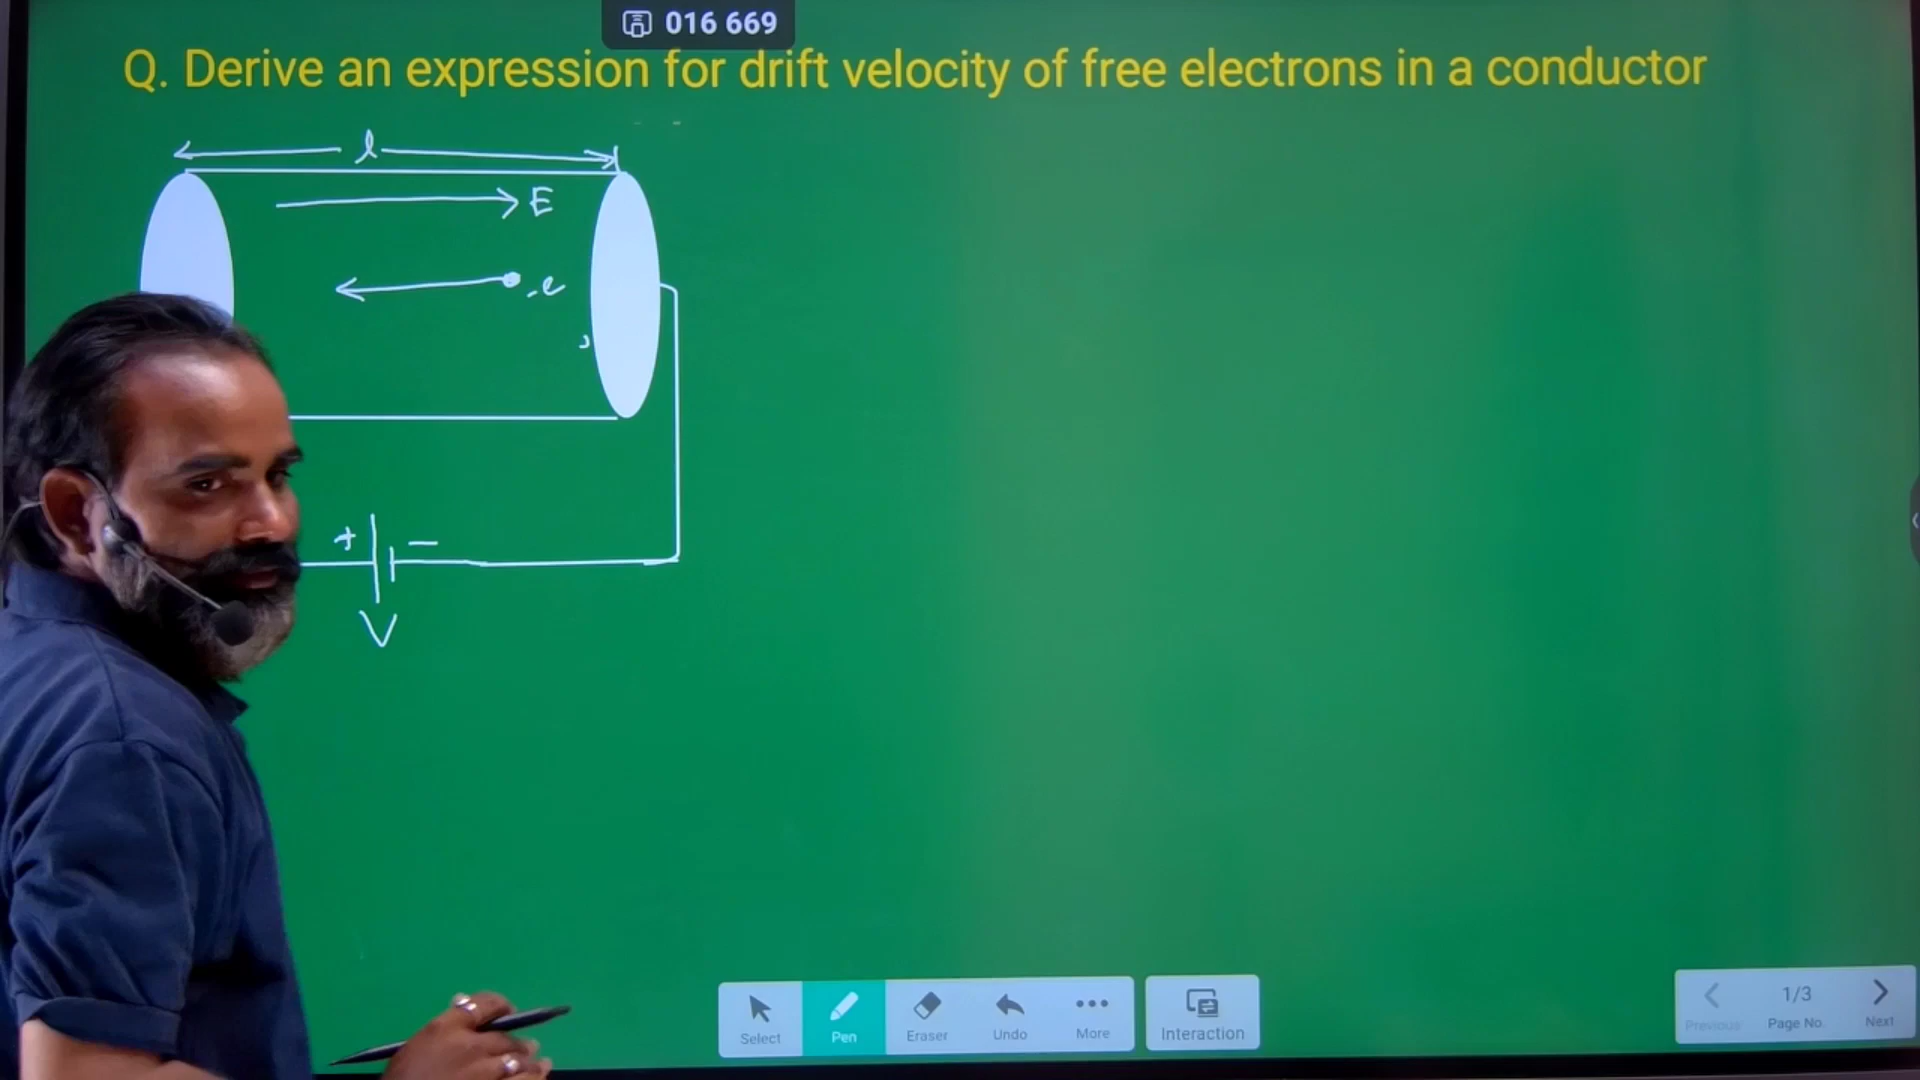 016 669
Q. Derive an expression for drift velocity of free electrons in a conductor
l
E
-e
+ −
V
Select Pen Eraser Undo More Interaction
Previous 1/3 Page No. Next